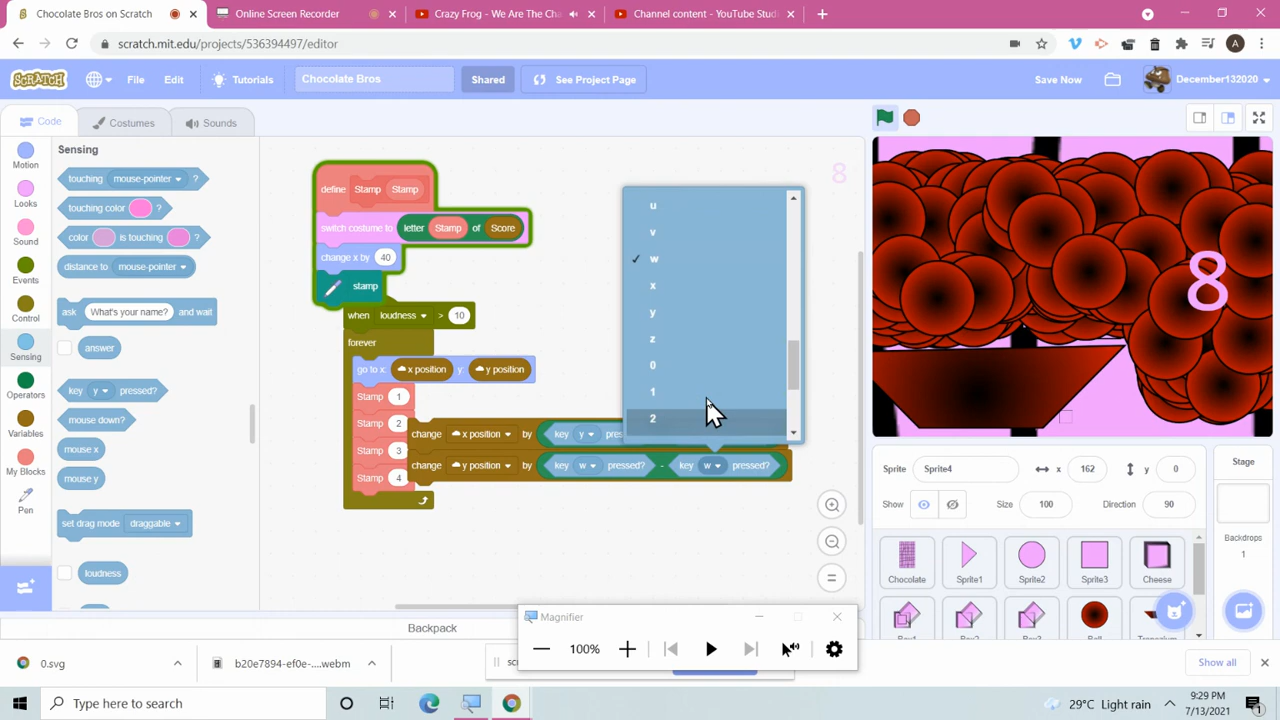 Chocolate Bros on Scratch
Online Screen Recorder
Crazy Frog - We Are The Cha
Channel content - YouTube Studi
scratch.mit.edu/projects/536394497/editor
A
SCRATCH
File
Edit
Tutorials
Chocolate Bros
Shared
See Project Page
Save Now
December132020
Code
Costumes
Sounds
Motion
Looks
Sound
Events
Control
Sensing
Operators
Variables
My Blocks
Pen
Sensing
touching mouse-pointer ?
touching color ?
color is touching ?
distance to mouse-pointer
ask What's your name? and wait
answer
key y pressed?
mouse down?
mouse x
mouse y
set drag mode draggable
loudness
define Stamp Stamp
switch costume to letter Stamp of Score
change x by 40
stamp
when loudness > 10
forever
go to x: x position y: y position
Stamp 1
Stamp 2
Stamp 3
Stamp 4
change x position by key y
change y position by key w pressed? - key w pressed?
u
v
w
x
y
z
0
1
2
8
8
Sprite
Sprite4
x 162
y 0
Show
Size 100
Direction 90
Stage
Backdrops
1
Chocolate
Sprite1
Sprite2
Sprite3
Cheese
Ball
Backpack
Magnifier
100%
0.svg
b20e7894-ef0e-....webm
Show all
Type here to search
29°C Light rain
9:29 PM
7/13/2021
1